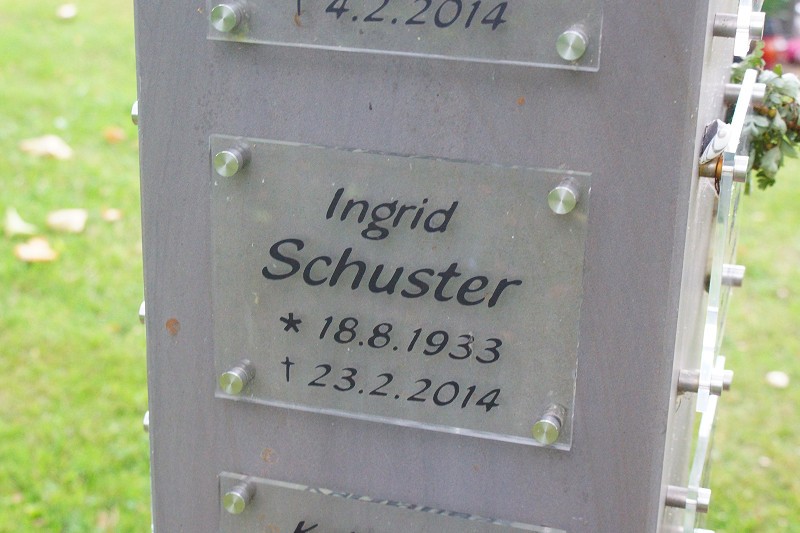 † 4.2.2014
Ingrid
Schuster
* 18.8.1933
† 23.2.2014